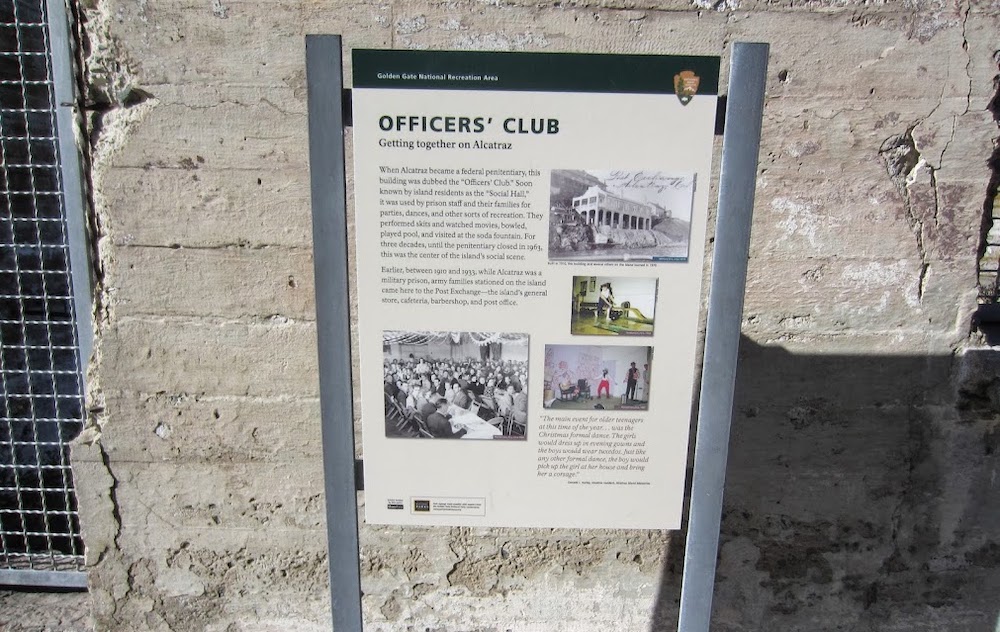 Golden Gate National Recreation Area
OFFICERS' CLUB
Getting together on Alcatraz
When Alcatraz became a federal penitentiary, this
building was dubbed the "Officers' Club." Soon
known by island residents as the "Social Hall,"
it was used by prison staff and their families for
parties, dances, and other sorts of recreation. They
performed skits and watched movies, bowled,
played pool, and visited at the soda fountain. For
three decades, until the penitentiary closed in 1963,
this was the center of the island's social scene.
Earlier, between 1910 and 1933, while Alcatraz was a
military prison, army families stationed on the island
came here to the Post Exchange—the island's general
store, cafeteria, barbershop, and post office.
Post Exchange
Alcatraz
"The main event for older teenagers
at this time of the year . . . was the
Christmas formal dance. The girls
would dress up in evening gowns and
the boys would wear tuxedos. Just like
any other formal dance, the boy would
pick up the girl at her house and bring
her a corsage."